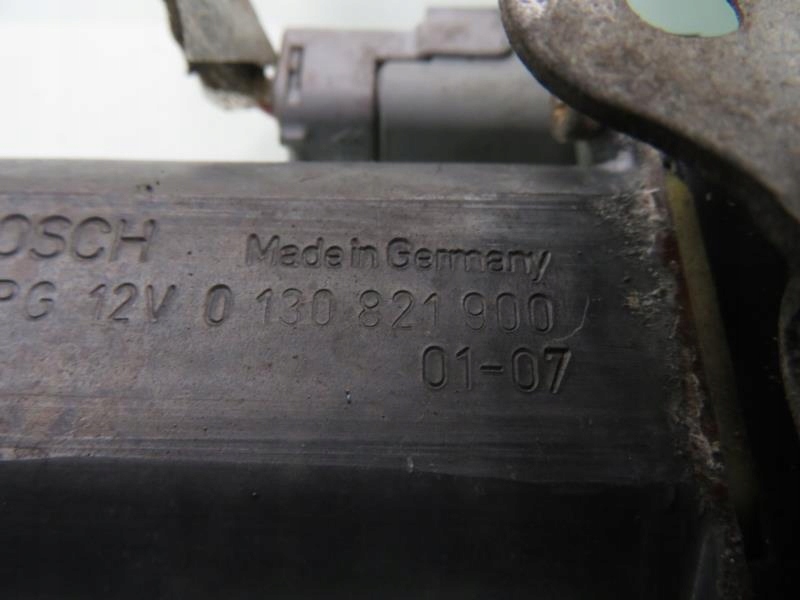 OSCH Made in Germany
PG 12V 0 130 821 900
01-07